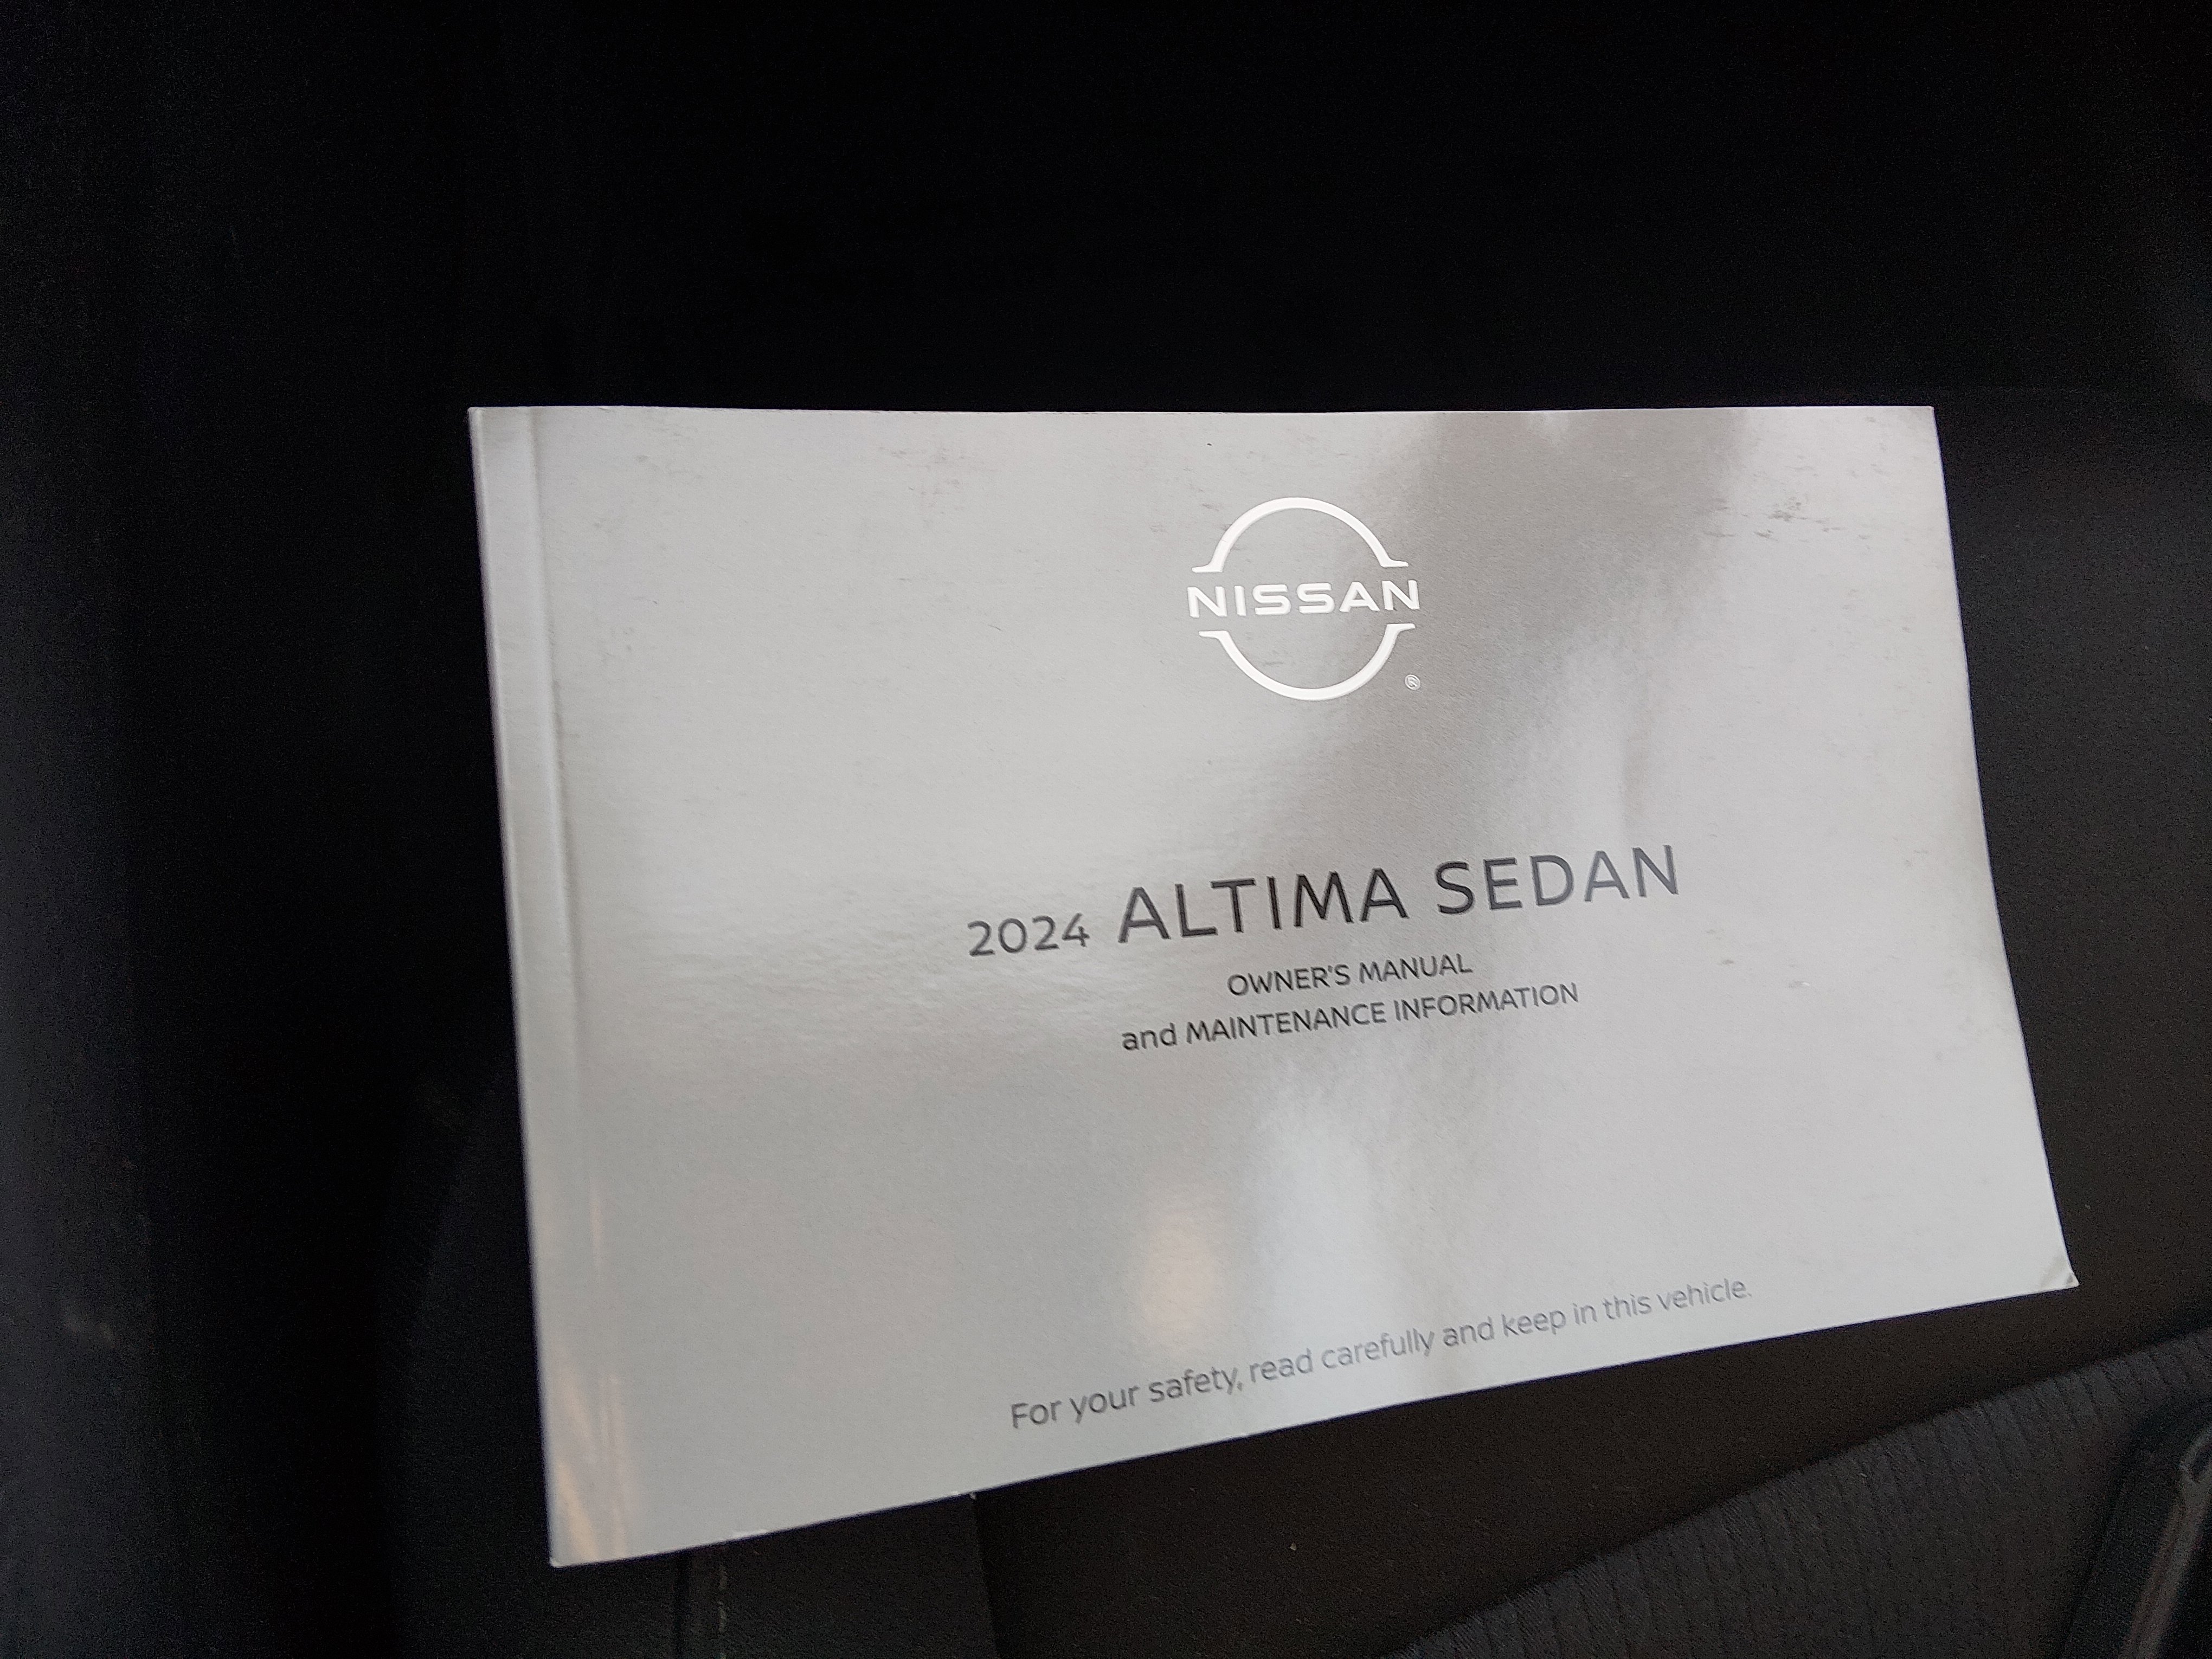 NISSAN
®
2024 ALTIMA SEDAN
OWNER'S MANUAL
and MAINTENANCE INFORMATION
For your safety, read carefully and keep in this vehicle.